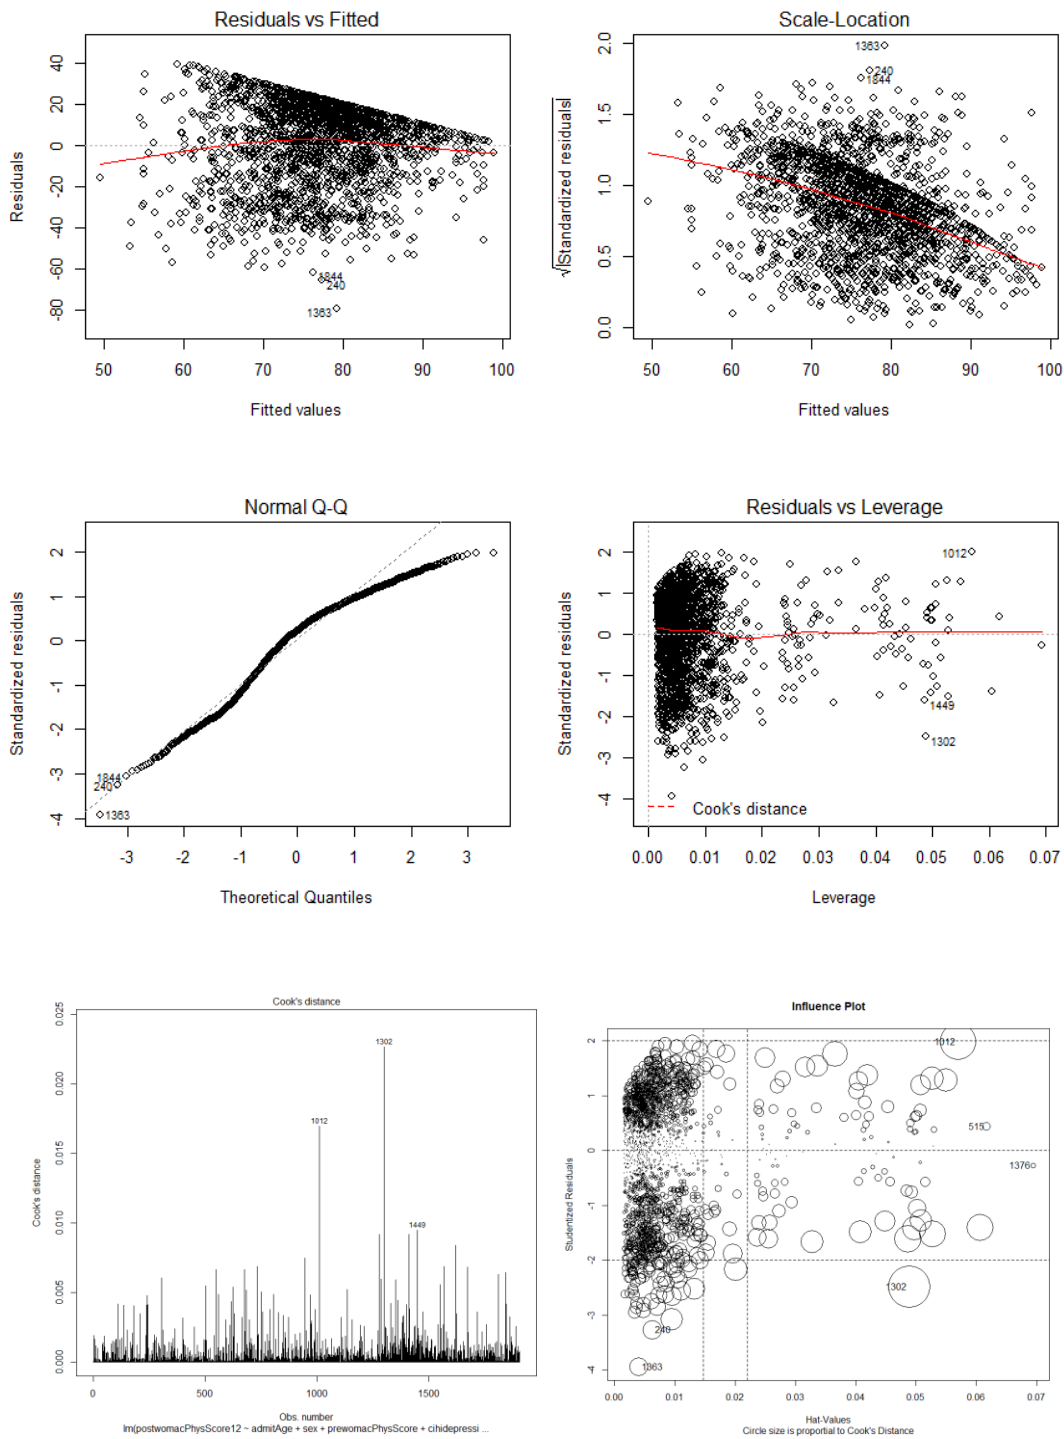 Residuals vs Fitted
Residuals
40
20
0
-20
-40
-60
-80
1844
240
1363
50 60 70 80 90 100
Fitted values
Scale-Location
√|Standardized residuals|
2.0
1.5
1.0
0.5
0.0
1363
240
1844
50 60 70 80 90 100
Fitted values
Normal Q-Q
Standardized residuals
2
1
0
-1
-2
-3
-4
1844
240
1363
-3 -2 -1 0 1 2 3
Theoretical Quantiles
Residuals vs Leverage
Standardized residuals
2
1
0
-1
-2
-3
-4
1012
1449
1302
Cook's distance
0.00 0.01 0.02 0.03 0.04 0.05 0.06 0.07
Leverage
Cook's distance
Cook's distance
0.025
0.020
0.015
0.010
0.005
0.000
1302
1012
1449
0 500 1000 1500
Obs. number
lm(postwomacPhysScore12 ~ admitAge + sex + prewomacPhysScore + cihidepressi ...
Influence Plot
Studentized Residuals
2
1
0
-1
-2
-3
-4
1012
515
1376
1302
240
1363
0.00 0.01 0.02 0.03 0.04 0.05 0.06 0.07
Hat-Values
Circle size is proportial to Cook's Distance